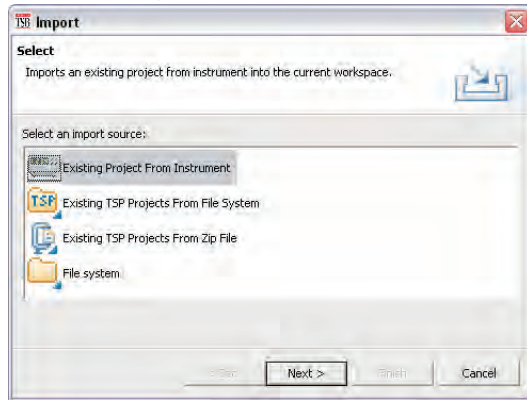 TSB Import
Select
Imports an existing project from instrument into the current workspace.
Select an import source:
Existing Project From Instrument
TSP Existing TSP Projects From File System
Existing TSP Projects From Zip File
File system
Next > Cancel